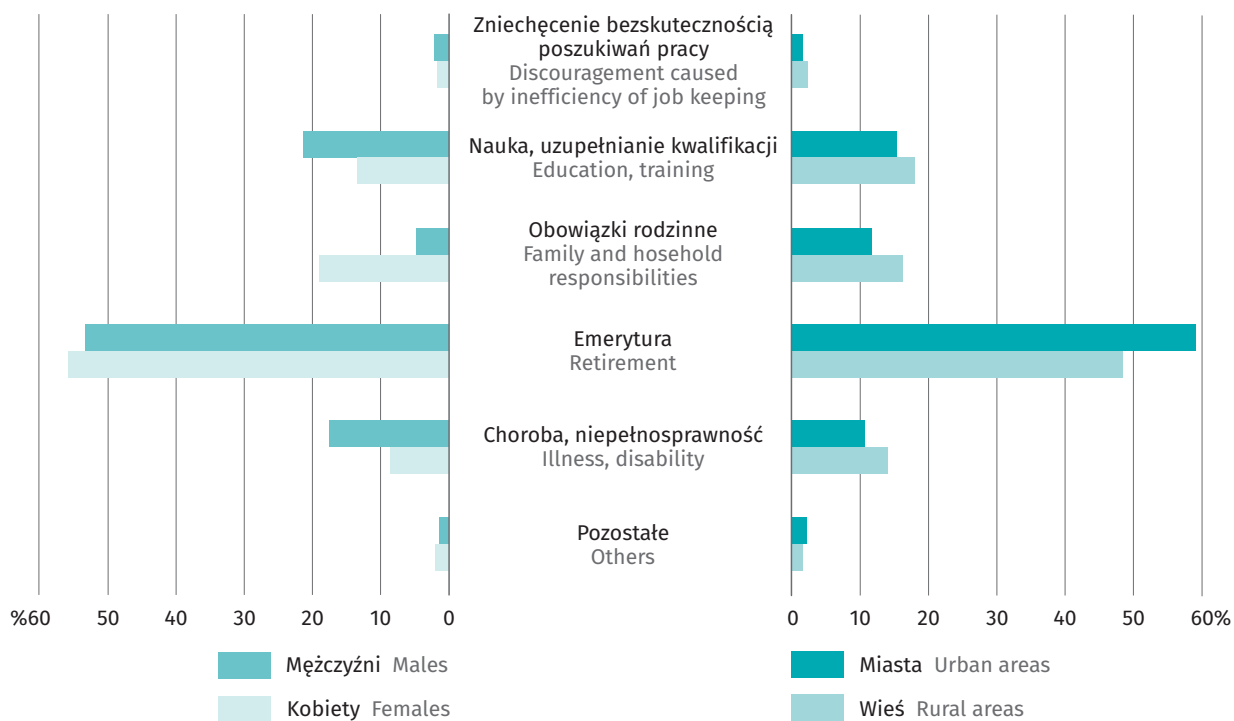 Zniechęcenie bezskutecznością
poszukiwań pracy
Discouragement caused
by inefficiency of job keeping
Nauka, uzupełnianie kwalifikacji
Education, training
Obowiązki rodzinne
Family and hosehold
responsibilities
Emerytura
Retirement
Choroba, niepełnosprawność
Illness, disability
Pozostałe
Others
%60 50 40 30 20 10 0
0 10 20 30 40 50 60%
Mężczyźni Males
Kobiety Females
Miasta Urban areas
Wieś Rural areas